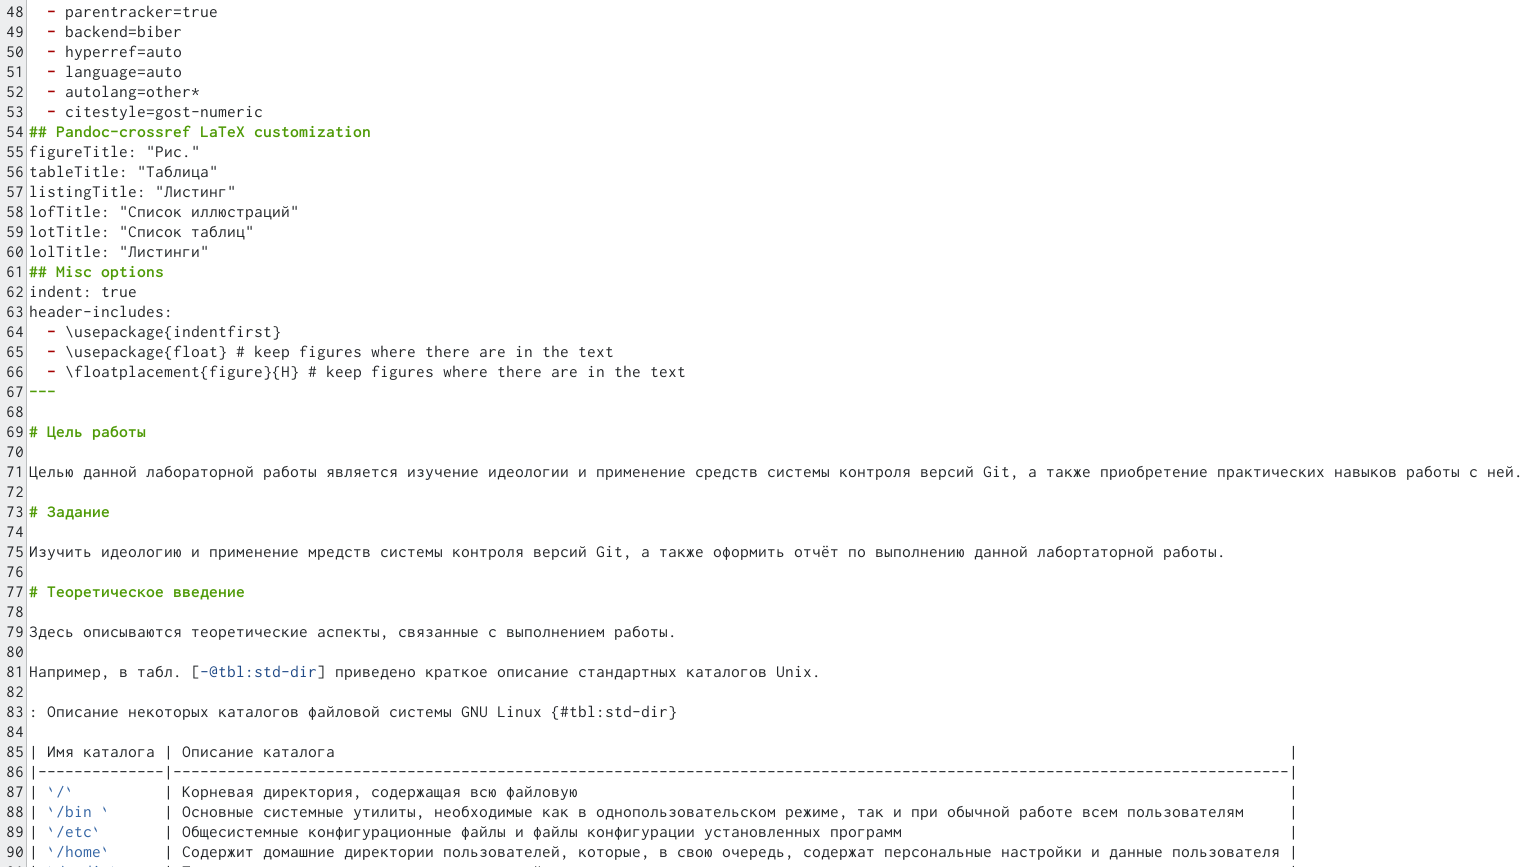 48   - parentracker=true
49   - backend=biber
50   - hyperref=auto
51   - language=auto
52   - autolang=other*
53   - citestyle=gost-numeric
54 ## Pandoc-crossref LaTeX customization
55 figureTitle: "Рис."
56 tableTitle: "Таблица"
57 listingTitle: "Листинг"
58 lofTitle: "Список иллюстраций"
59 lotTitle: "Список таблиц"
60 lolTitle: "Листинги"
61 ## Misc options
62 indent: true
63 header-includes:
64   - \usepackage{indentfirst}
65   - \usepackage{float} # keep figures where there are in the text
66   - \floatplacement{figure}{H} # keep figures where there are in the text
67 ---
68
69 # Цель работы
70
71 Целью данной лабораторной работы является изучение идеологии и применение средств системы контроля версий Git, а также приобретение практических навыков работы с ней.
72
73 # Задание
74
75 Изучить идеологию и применение мредств системы контроля версий Git, а также оформить отчёт по выполнению данной лабортаторной работы.
76
77 # Теоретическое введение
78
79 Здесь описываются теоретические аспекты, связанные с выполнением работы.
80
81 Например, в табл. [-@tbl:std-dir] приведено краткое описание стандартных каталогов Unix.
82
83 : Описание некоторых каталогов файловой системы GNU Linux {#tbl:std-dir}
84
85 | Имя каталога | Описание каталога |
86 |--------------|----------------------------------------------------------------------------------------------------------------------------|
87 | `/` | Корневая директория, содержащая всю файловую |
88 | `/bin ` | Основные системные утилиты, необходимые как в однопользовательском режиме, так и при обычной работе всем пользователям |
89 | `/etc` | Общесистемные конфигурационные файлы и файлы конфигурации установленных программ |
90 | `/home` | Содержит домашние директории пользователей, которые, в свою очередь, содержат персональные настройки и данные пользователя |